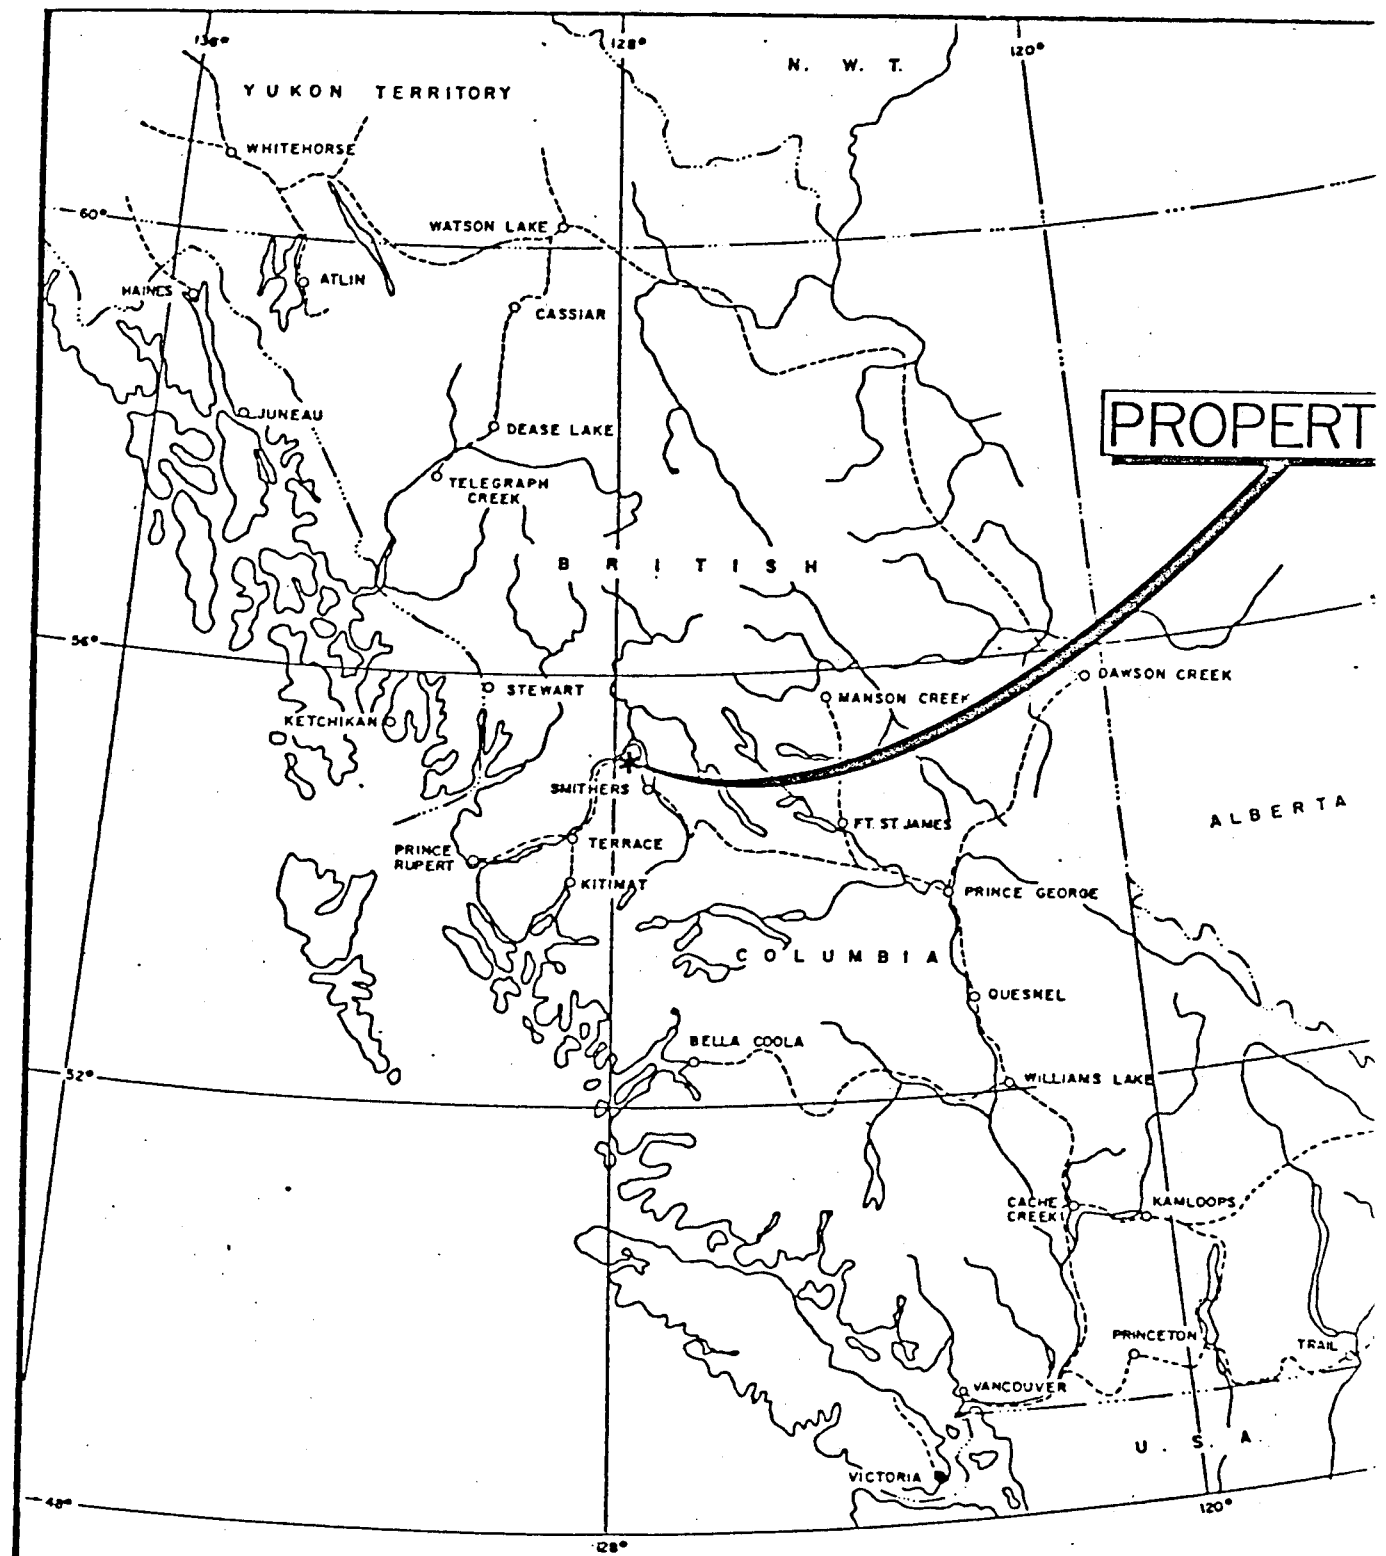 136°
128°
120°
N. W. T.
YUKON TERRITORY
WHITEHORSE
60°
WATSON LAKE
HAINES
ATLIN
CASSIAR
JUNEAU
DEASE LAKE
PROPERT
TELEGRAPH
CREEK
BRITISH
56°
STEWART
MANSON CREEK
DAWSON CREEK
KETCHIKAN
SMITHERS
ALBERTA
FT. ST. JAMES
TERRACE
PRINCE
RUPERT
KITIMAT
PRINCE GEORGE
COLUMBIA
QUESNEL
BELLA COOLA
52°
WILLIAMS LAKE
CACHE
CREEK
KAMLOOPS
PRINCETON
TRAIL
VANCOUVER
U. S. A.
VICTORIA
48°
120°
128°